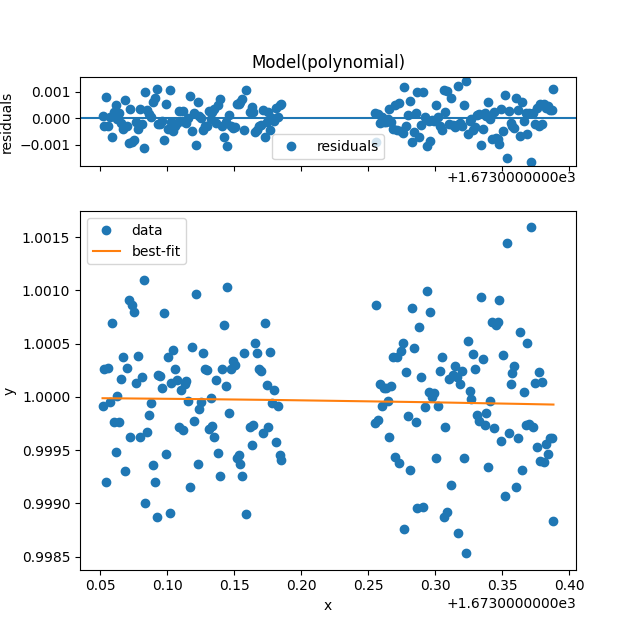 Model(polynomial)
0.001
0.000
−0.001
residuals
residuals
+1.6730000000e3
1.0015
1.0010
1.0005
1.0000
0.9995
0.9990
0.9985
y
data
best-fit
0.05 0.10 0.15 0.20 0.25 0.30 0.35 0.40
x
+1.6730000000e3